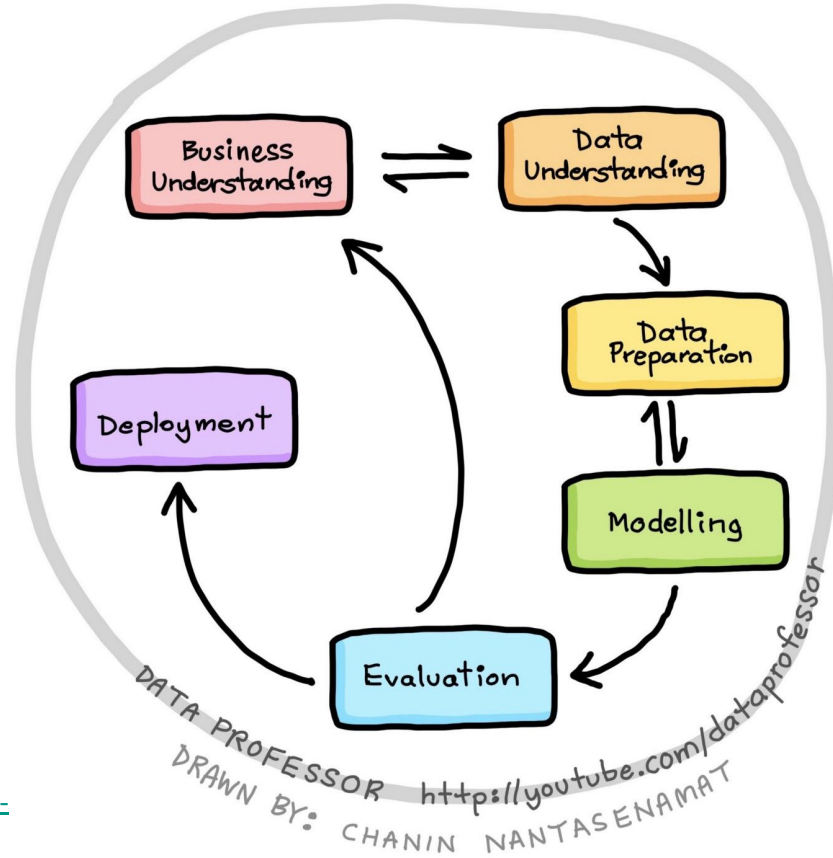 Business
Understanding
Data
Understanding
Data
Preparation
Deployment
Modelling
Evaluation
DATA PROFESSOR http://youtube.com/dataprofessor
DRAWN BY: CHANIN NANTASENAMAT